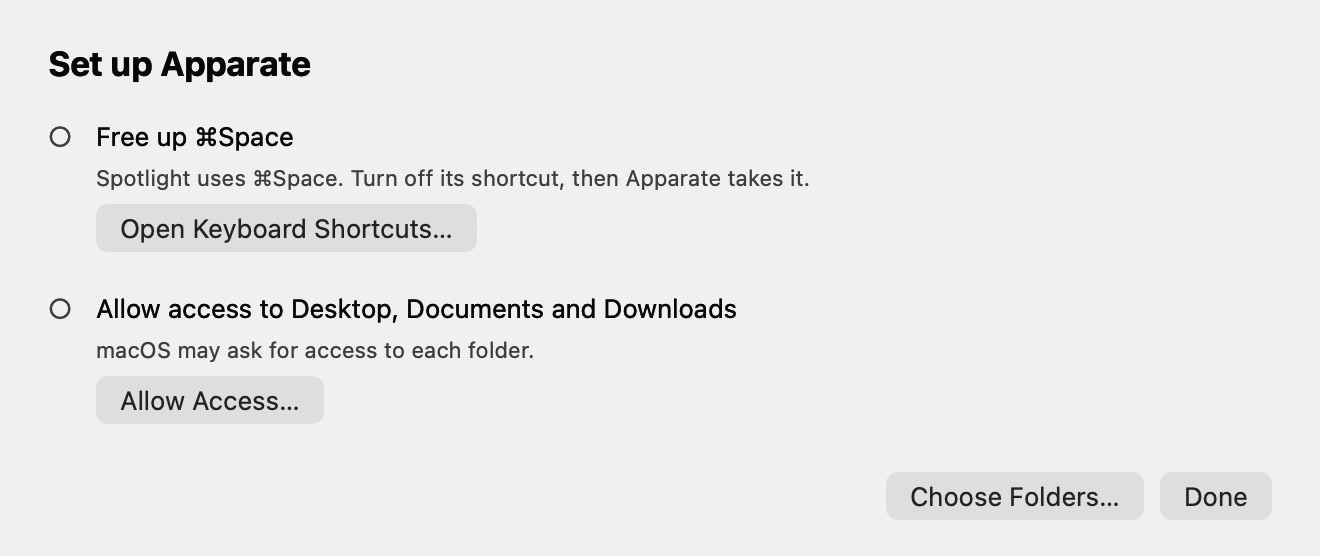 Set up Apparate
Free up ⌘Space
Spotlight uses ⌘Space. Turn off its shortcut, then Apparate takes it.
Open Keyboard Shortcuts...
Allow access to Desktop, Documents and Downloads
macOS may ask for access to each folder.
Allow Access...
Choose Folders...
Done